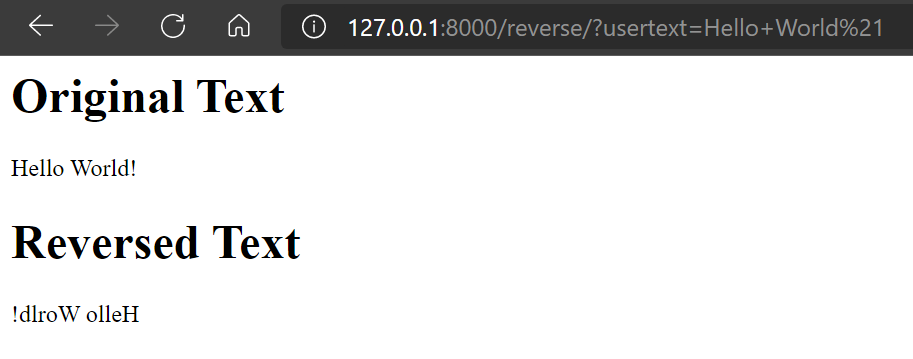 127.0.0.1:8000/reverse/?usertext=Hello+World%21
Original Text
Hello World!
Reversed Text
!dlroW olleH